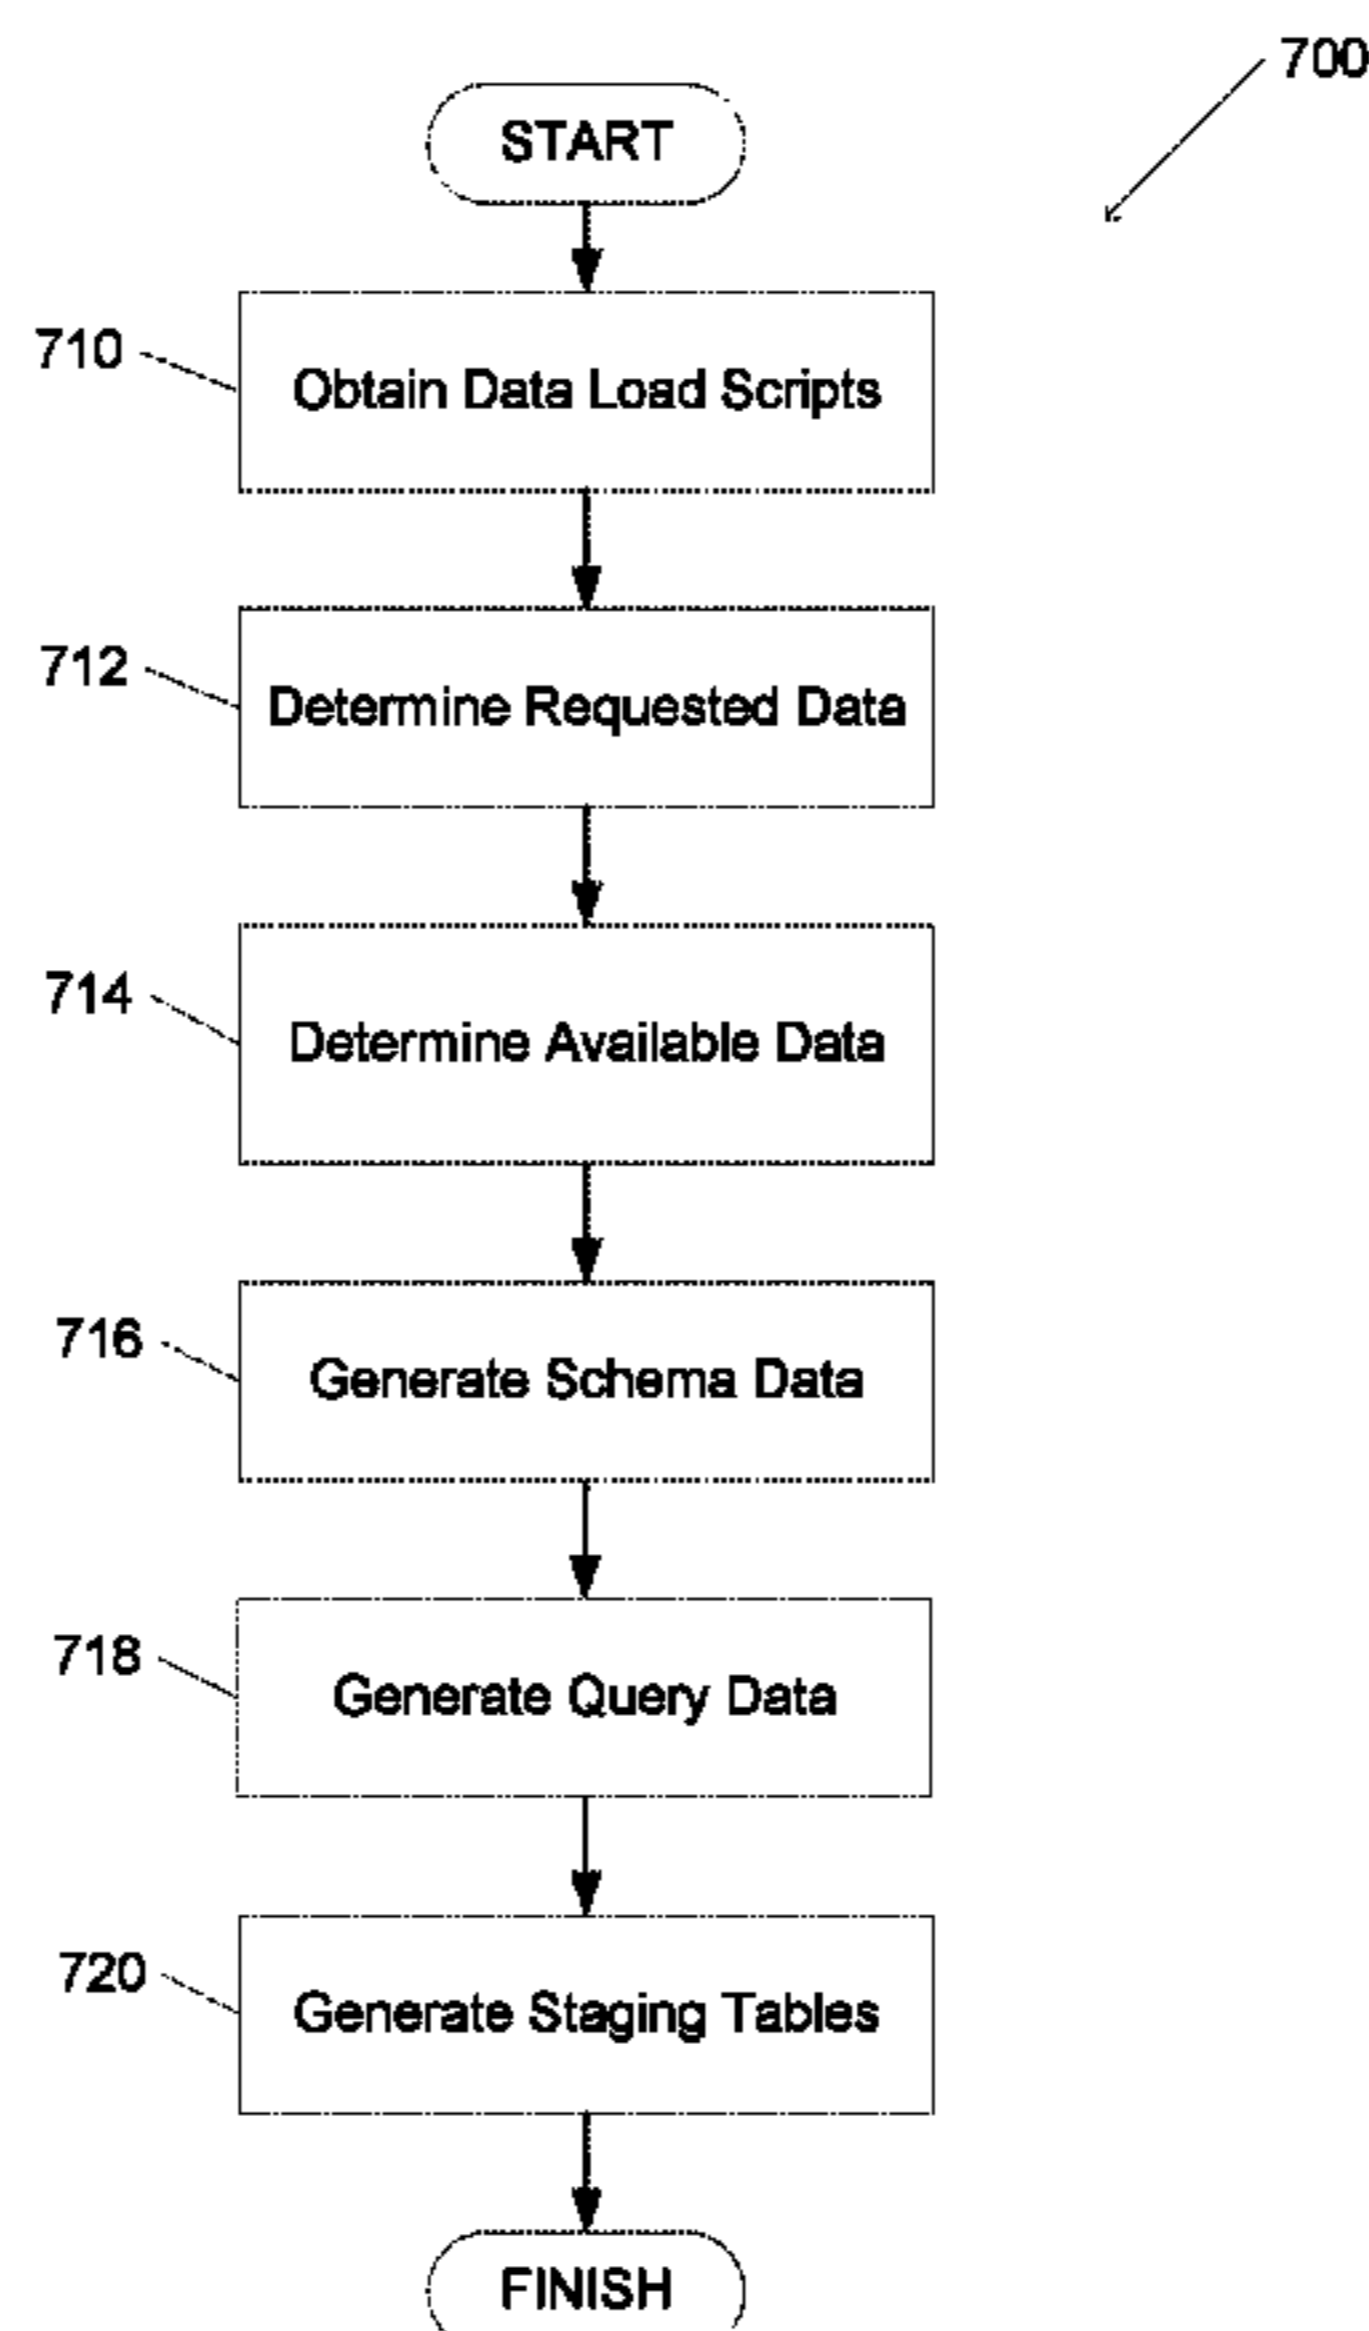 700
START
710
Obtain Data Load Scripts
712
Determine Requested Data
714
Determine Available Data
716
Generate Schema Data
718
Generate Query Data
720
Generate Staging Tables
FINISH